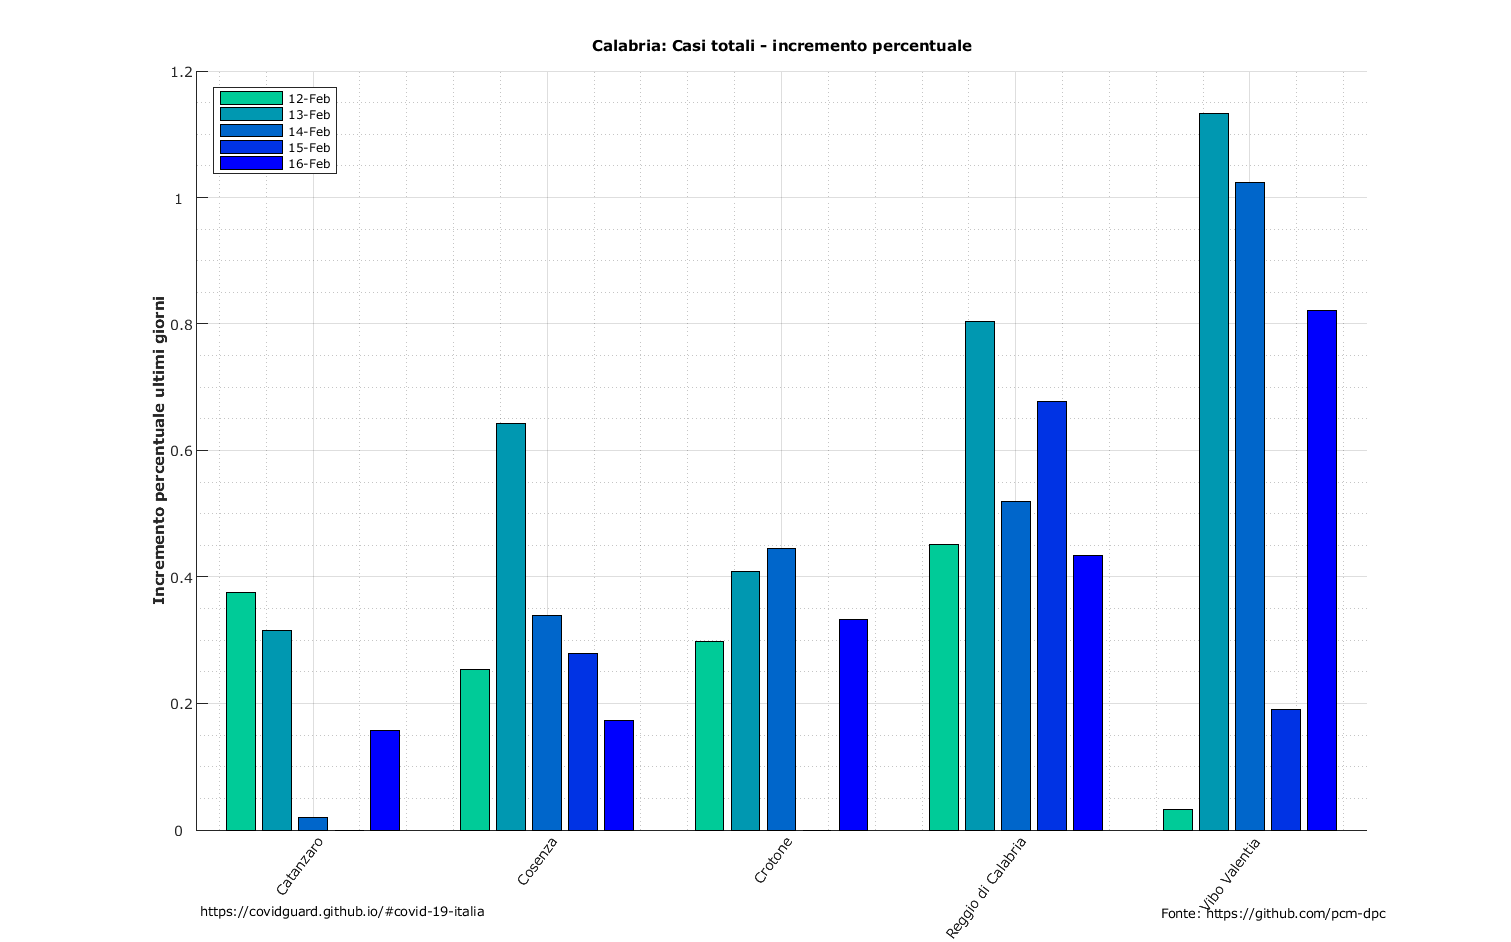 Calabria: Casi totali - incremento percentuale
1.2
1
0.8
0.6
0.4
0.2
0
Incremento percentuale ultimi giorni
12-Feb
13-Feb
14-Feb
15-Feb
16-Feb
Catanzaro
Cosenza
Crotone
Reggio di Calabria
Vibo Valentia
https://covidguard.github.io/#covid-19-italia
Fonte: https://github.com/pcm-dpc